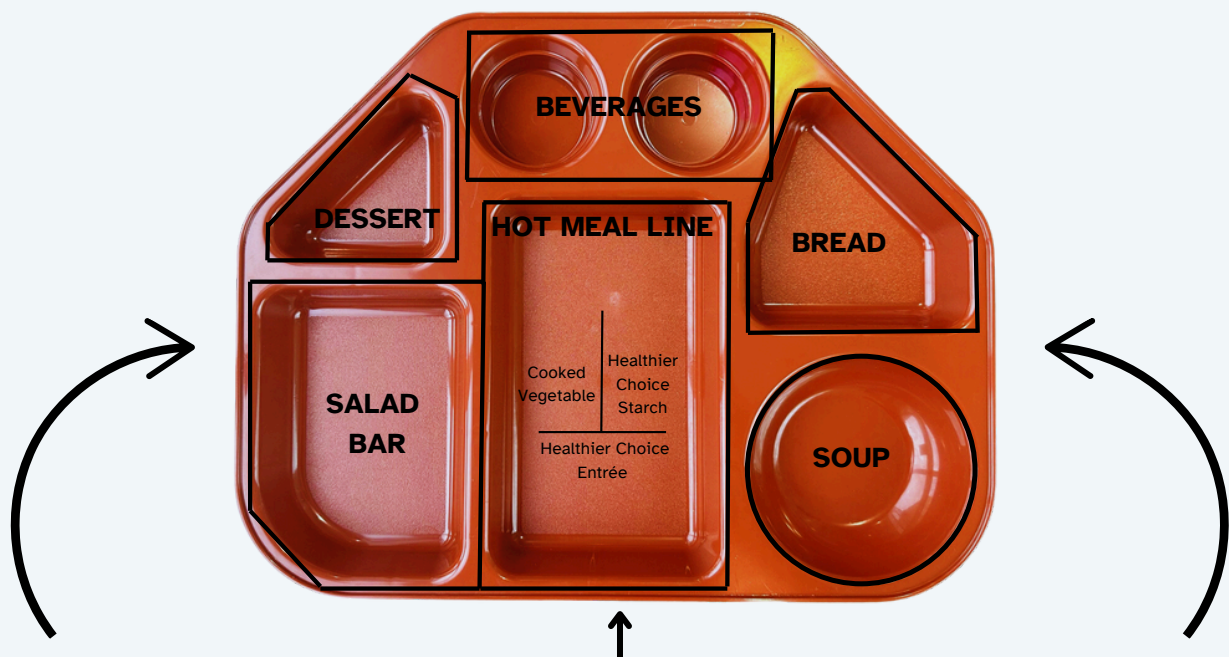 BEVERAGES
DESSERT
HOT MEAL LINE
BREAD
Cooked
Vegetable
Healthier
Choice
Starch
Healthier Choice
Entrée
SALAD
BAR
SOUP